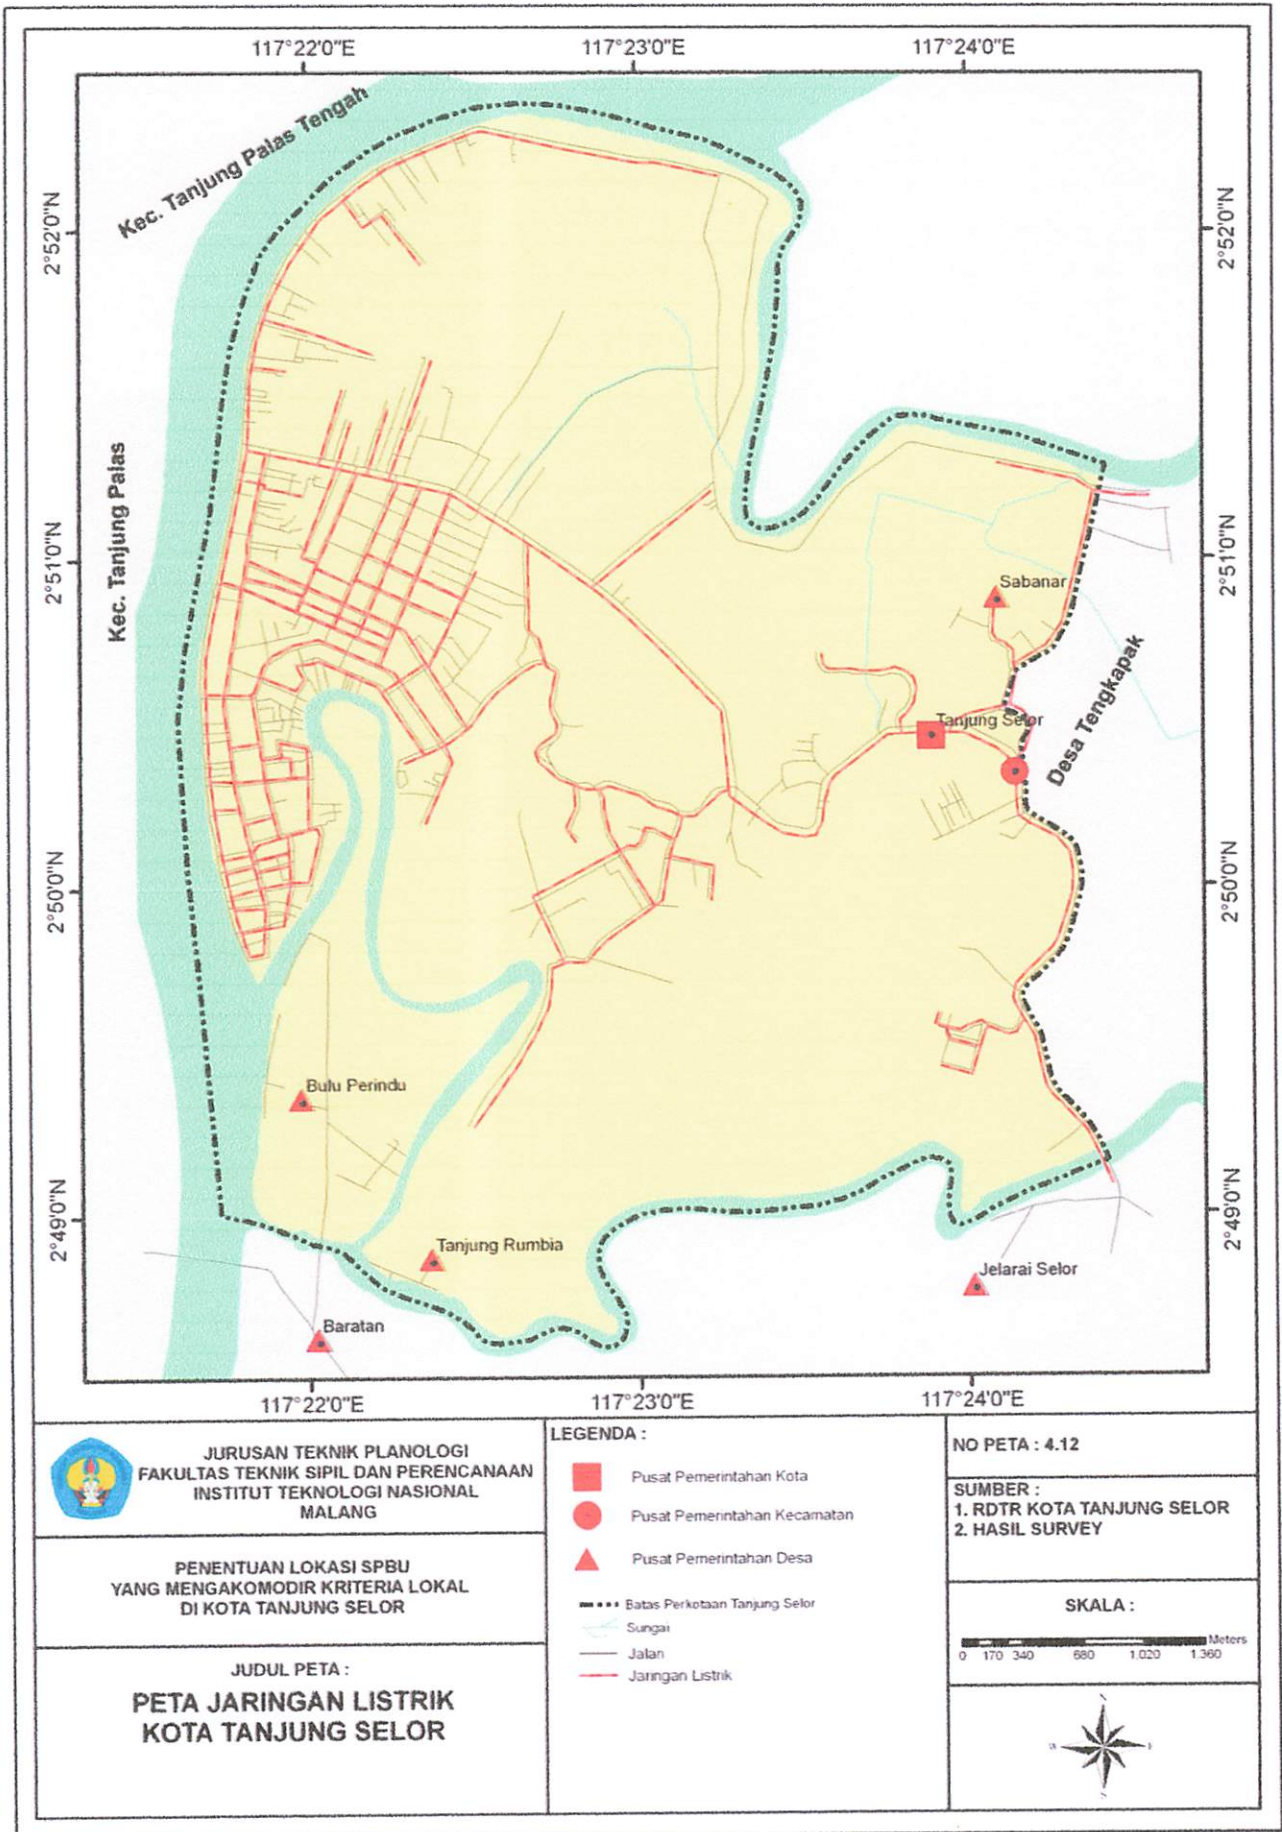 117°22'0"E
117°23'0"E
117°24'0"E
Kec. Tanjung Palas Tengah
2°52'0"N
2°52'0"N
Kec. Tanjung Palas
2°51'0"N
2°51'0"N
Sabanar
Desa Tengkapak
Tanjung Selor
2°50'0"N
2°50'0"N
Bulu Perindu
2°49'0"N
2°49'0"N
Tanjung Rumbia
Jelarai Selor
Baratan
117°22'0"E
117°23'0"E
117°24'0"E
JURUSAN TEKNIK PLANOLOGI
FAKULTAS TEKNIK SIPIL DAN PERENCANAAN
INSTITUT TEKNOLOGI NASIONAL
MALANG
PENENTUAN LOKASI SPBU
YANG MENGAKOMODIR KRITERIA LOKAL
DI KOTA TANJUNG SELOR
JUDUL PETA :
PETA JARINGAN LISTRIK
KOTA TANJUNG SELOR
LEGENDA :
Pusat Pemerintahan Kota
Pusat Pemerintahan Kecamatan
Pusat Pemerintahan Desa
Batas Perkotaan Tanjung Selor
Sungai
Jalan
Jaringan Listrik
NO PETA : 4.12
SUMBER :
1. RDTR KOTA TANJUNG SELOR
2. HASIL SURVEY
SKALA :
Meters
0 170 340 680 1.020 1.360